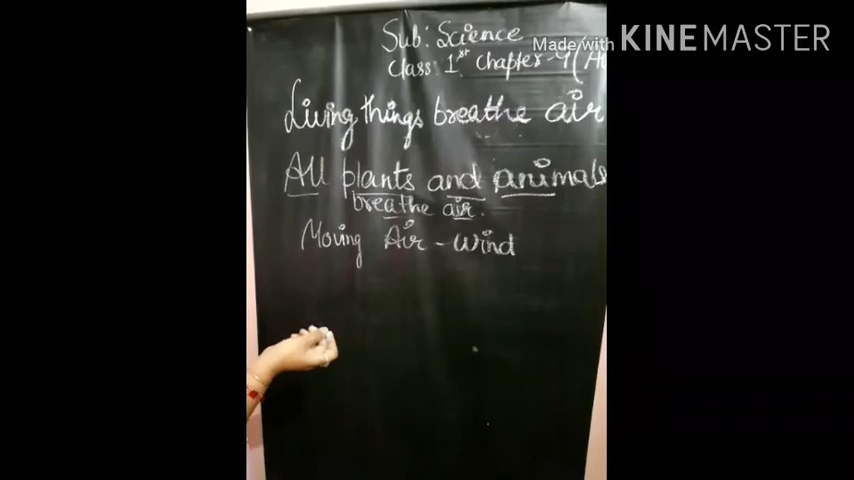 Sub: Science
Made with KINEMASTER
Class: 1st Chapter-9(
Living things breathe air
All plants and animals
breathe air.
Moving Air - Wind